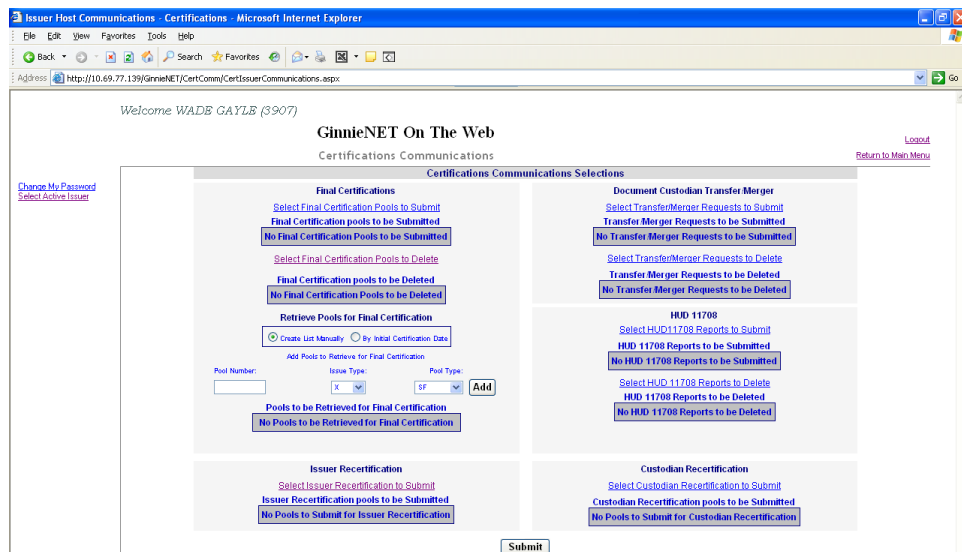 Issuer Host Communications - Certifications - Microsoft Internet Explorer
File Edit View Favorites Tools Help
Back Search Favorites
Address http://10.69.77.139/GinnieNET/CertComm/CertIssuerCommunications.aspx Go
Welcome WADE GAYLE (3907)
GinnieNET On The Web
Logout
Certifications Communications
Return to Main Menu
Certifications Communications Selections
Change My Password
Select Active Issuer
Final Certifications
Select Final Certification Pools to Submit
Final Certification pools to be Submitted
No Final Certification Pools to be Submitted
Select Final Certification Pools to Delete
Final Certification pools to be Deleted
No Final Certification Pools to be Deleted
Retrieve Pools for Final Certification
Create List Manually By Initial Certification Date
Add Pools to Retrieve for Final Certification
Pool Number: Issue Type: Pool Type:
X SF Add
Pools to be Retrieved for Final Certification
No Pools to be Retrieved for Final Certification
Document Custodian Transfer/Merger
Select Transfer/Merger Requests to Submit
Transfer/Merger Requests to be Submitted
No Transfer/Merger Requests to be Submitted
Select Transfer/Merger Requests to Delete
Transfer/Merger Requests to be Deleted
No Transfer/Merger Requests to be Deleted
HUD 11708
Select HUD11708 Reports to Submit
HUD 11708 Reports to be Submitted
No HUD 11708 Reports to be Submitted
Select HUD 11708 Reports to Delete
HUD 11708 Reports to be Deleted
No HUD 11708 Reports to be Deleted
Issuer Recertification
Select Issuer Recertification to Submit
Issuer Recertification pools to be Submitted
No Pools to Submit for Issuer Recertification
Custodian Recertification
Select Custodian Recertification to Submit
Custodian Recertification pools to be Submitted
No Pools to Submit for Custodian Recertification
Submit